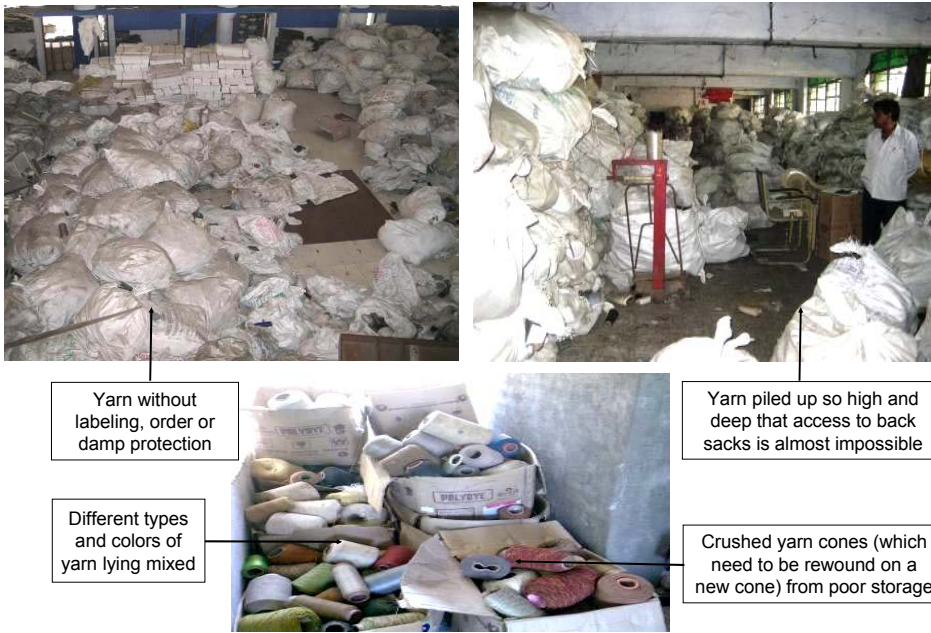 Yarn without
labeling, order or
damp protection
Yarn piled up so high and
deep that access to back
sacks is almost impossible
POLYDYE
Different types
and colors of
yarn lying mixed
POLYDYE
Crushed yarn cones (which
need to be rewound on a
new cone) from poor storage